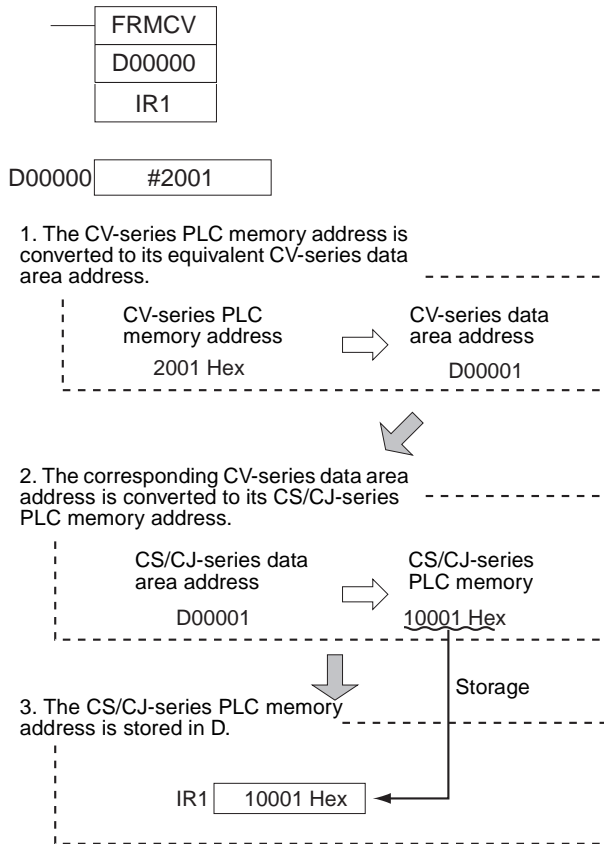 FRMCV
D00000
IR1
D00000 #2001
1. The CV-series PLC memory address is
converted to its equivalent CV-series data
area address.
CV-series PLC
memory address
2001 Hex
CV-series data
area address
D00001
2. The corresponding CV-series data area
address is converted to its CS/CJ-series
PLC memory address.
CS/CJ-series data
area address
D00001
CS/CJ-series
PLC memory
10001 Hex
Storage
3. The CS/CJ-series PLC memory
address is stored in D.
IR1 10001 Hex